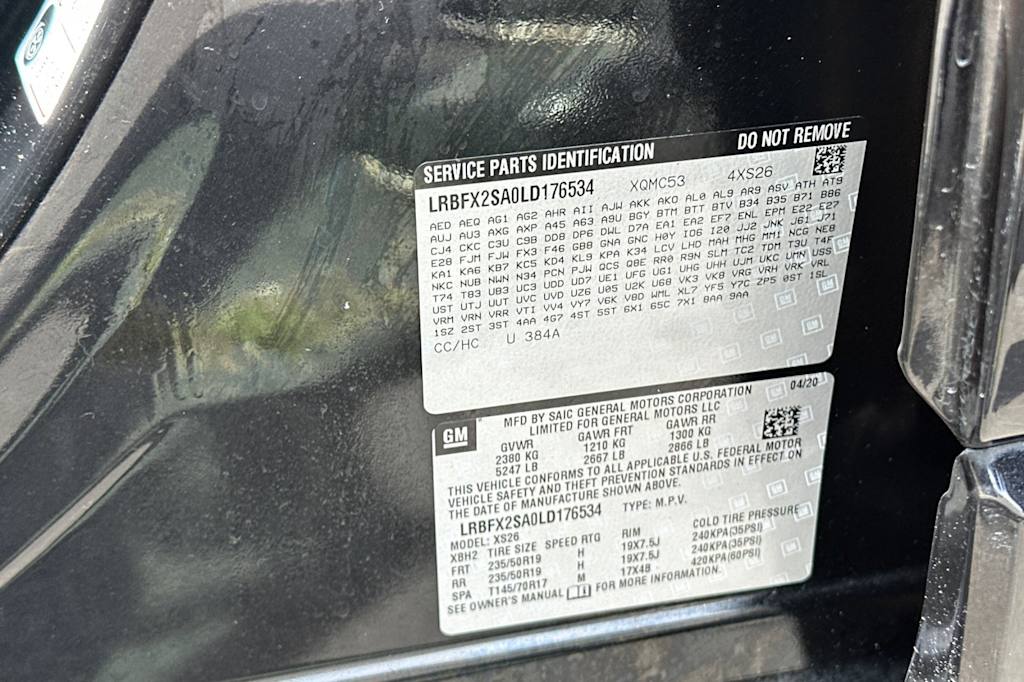 SERVICE PARTS IDENTIFICATION DO NOT REMOVE
LRBFX2SA0LD176534 XQMC53 4XS26
AED AEQ AG1 AG2 AHR AII AJW AKK AKO AL0 AL9 AR9 ASV ATH AT9
AUJ AU3 AXG AXP A45 A63 A9U BGY BTM BTT BTV B34 B35 B71 BB6
CJ4 CKC C3U C9B DD8 DP6 DWL D7A EA1 EA2 EF7 ENL EPM E22 E27
E28 FJM FJW FX3 F46 GB8 GNA GNC H0Y IO6 I20 JJ2 JNK J61 J71
KA1 KA6 KB7 KC5 KD4 KL9 KPA K34 LCV LHD MAH MHG MM1 NCG NE8
NKC NUB NWN N34 PCN PJW QCS Q8E RR0 R9N SLM TC2 TDM T3U T4F
T74 T83 UB3 UC3 UDD UD7 UE1 UFG UG1 UHG UHH UJM UKC UMN USS
UST UTJ UUT UVC UVD UZ6 U05 U2K U68 VK3 VK8 VRG VRH VRK VRL
VRM VRN VRR VTI VV4 VY7 V6K V8D WML XL7 YF5 Y7C ZP5 0ST 1SL
1SZ 2ST 3ST 4AA 4G7 4ST 5ST 6X1 65C 7X1 8AA 9AA
CC/HC U 384A
04/20
GM
MFD BY SAIC GENERAL MOTORS CORPORATION
LIMITED FOR GENERAL MOTORS LLC
GVWR GAWR FRT GAWR RR
2380 KG 1210 KG 1300 KG
5247 LB 2667 LB 2866 LB
THIS VEHICLE CONFORMS TO ALL APPLICABLE U.S. FEDERAL MOTOR
VEHICLE SAFETY AND THEFT PREVENTION STANDARDS IN EFFECT ON
THE DATE OF MANUFACTURE SHOWN ABOVE.
LRBFX2SA0LD176534 TYPE: M.P.V.
MODEL: XS26
XBH2 TIRE SIZE SPEED RTG RIM COLD TIRE PRESSURE
FRT 235/50R19 H 19X7.5J 240KPA(35PSI)
RR 235/50R19 H 19X7.5J 240KPA(35PSI)
SPA T145/70R17 M 17X4B 420KPA(60PSI)
SEE OWNER'S MANUAL FOR MORE INFORMATION.